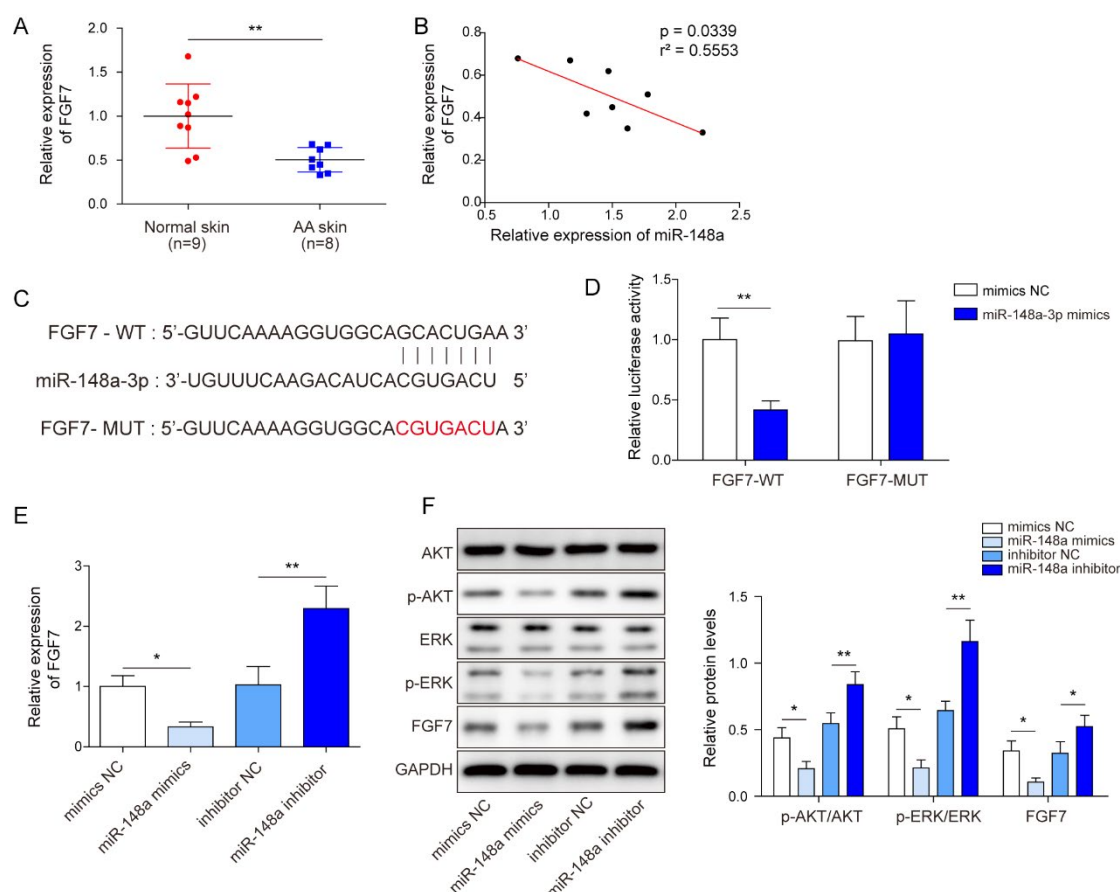 A
Relative expression
of FGF7
2.0
1.5
1.0
0.5
0.0
**
Normal skin
(n=9)
AA skin
(n=8)
B
Relative expression
of FGF7
0.8
0.6
0.4
0.2
0.0
p = 0.0339
r² = 0.5553
0.5 1.0 1.5 2.0 2.5
Relative expression of miR-148a
C
FGF7 - WT : 5’-GUUCAAAAGGUGGCAGCACUGAA 3’
miR-148a-3p : 3’-UGUUUCAAGACAUCACGUGACU 5’
FGF7- MUT : 5’-GUUCAAAAGGUGGCACGUGACUA 3’
D
Relative luciferase activity
1.5
1.0
0.5
0.0
**
mimics NC
miR-148a-3p mimics
FGF7-WT FGF7-MUT
E
Relative expression
of FGF7
3
2
1
0
*
**
mimics NC
miR-148a mimics
inhibitor NC
miR-148a inhibitor
F
AKT
p-AKT
ERK
p-ERK
FGF7
GAPDH
mimics NC
miR-148a mimics
inhibitor NC
miR-148a inhibitor
mimics NC
miR-148a mimics
inhibitor NC
miR-148a inhibitor
Relative protein levels
1.5
1.0
0.5
0.0
*
**
*
**
*
*
p-AKT/AKT p-ERK/ERK FGF7